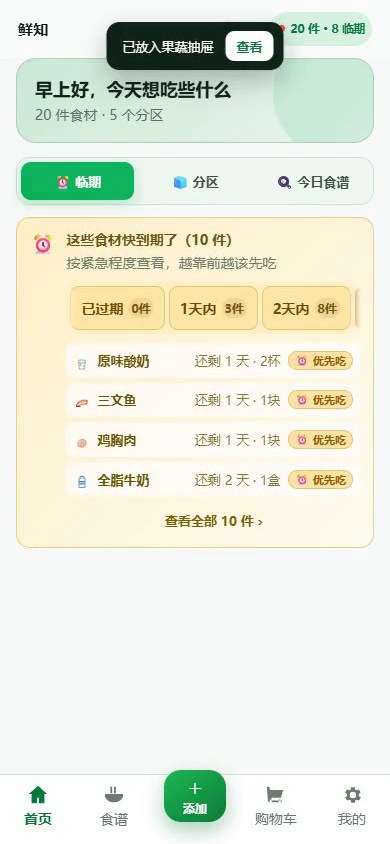 鲜知
已放入果蔬抽屉 查看
20 件 • 8 临期
早上好，今天想吃些什么
20 件食材 · 5 个分区
临期 分区 今日食谱
这些食材快到期了（10 件）
按紧急程度查看，越靠前越该先吃
已过期 0件 1天内 3件 2天内 8件
原味酸奶 还剩 1 天 · 2杯 优先吃
三文鱼 还剩 1 天 · 1块 优先吃
鸡胸肉 还剩 1 天 · 1块 优先吃
全脂牛奶 还剩 2 天 · 1盒 优先吃
查看全部 10 件 ›
首页 食谱 添加 购物车 我的